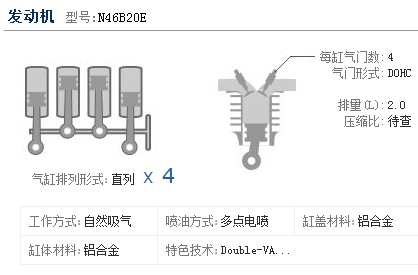 发动机 型号:N46B20E
每缸气门数: 4
气门形式: DOHC
排量(L): 2.0
压缩比: 待查
气缸排列形式: 直列 X 4
工作方式: 自然吸气 喷油方式: 多点电喷 缸盖材料: 铝合金
缸体材料: 铝合金 特色技术: Double-VA...